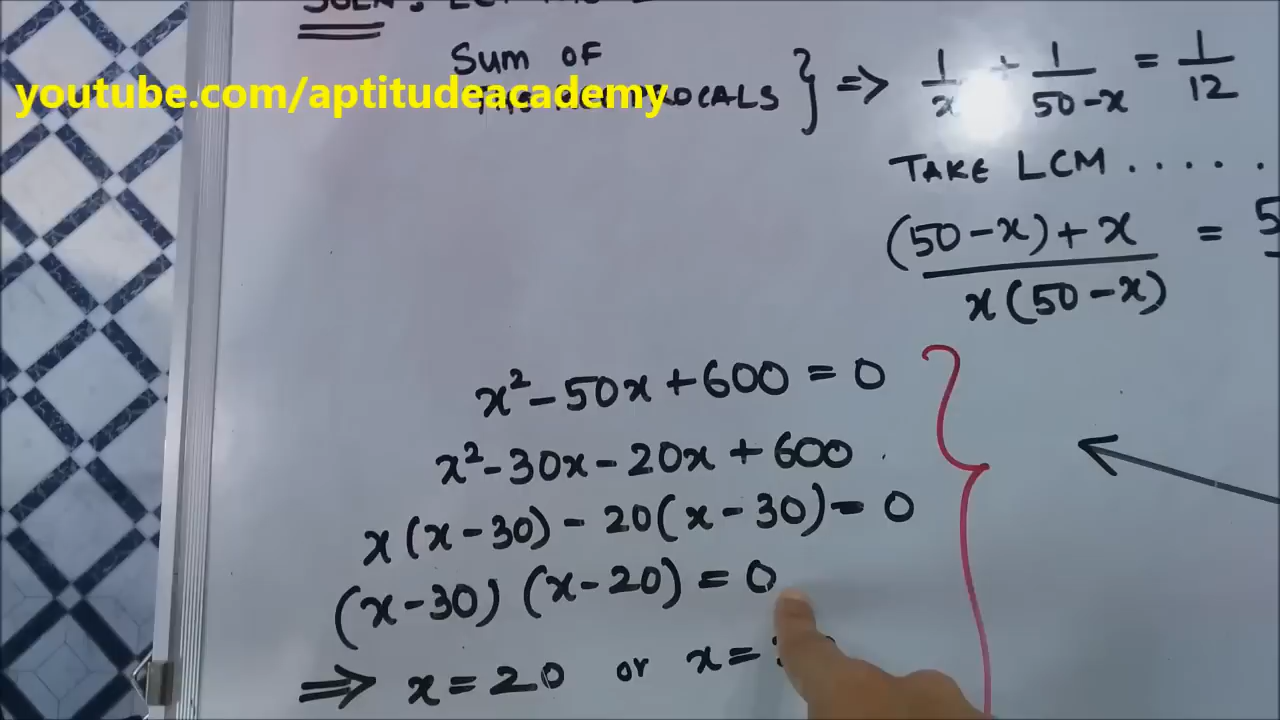 Sum OF
youtube.com/aptitudeacademy
1/x + 1/(50-x) = 1/12
TAKE LCM . . . . .
(50-x)+x / x(50-x) =
x² - 50x + 600 = 0
x² - 30x - 20x + 600
x(x-30) - 20(x-30) = 0
(x-30) (x-20) = 0
⇒ x = 20 or x =